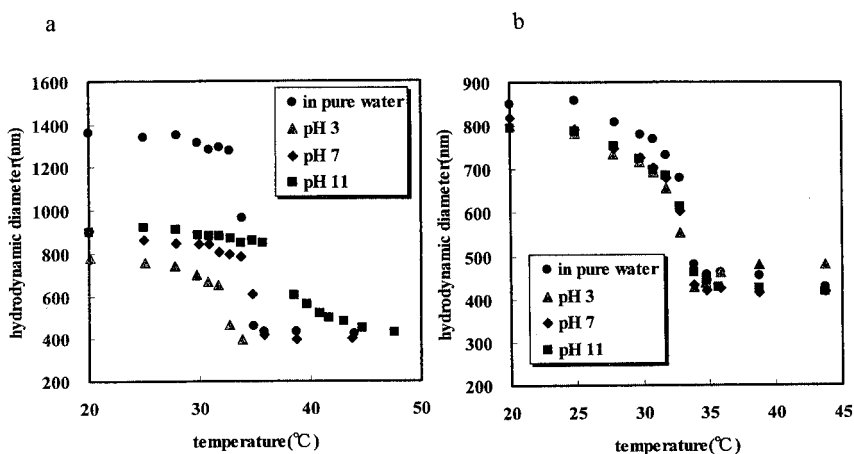 a
1600
1400
1200
1000
800
600
400
200
hydrodynamic diameter(nm)
in pure water
pH 3
pH 7
pH 11
20
30
40
50
temperature(℃)
b
900
800
700
600
500
400
300
200
hydrodynamic diameter(nm)
in pure water
pH 3
pH 7
pH 11
20
25
30
35
40
45
temperature(℃)